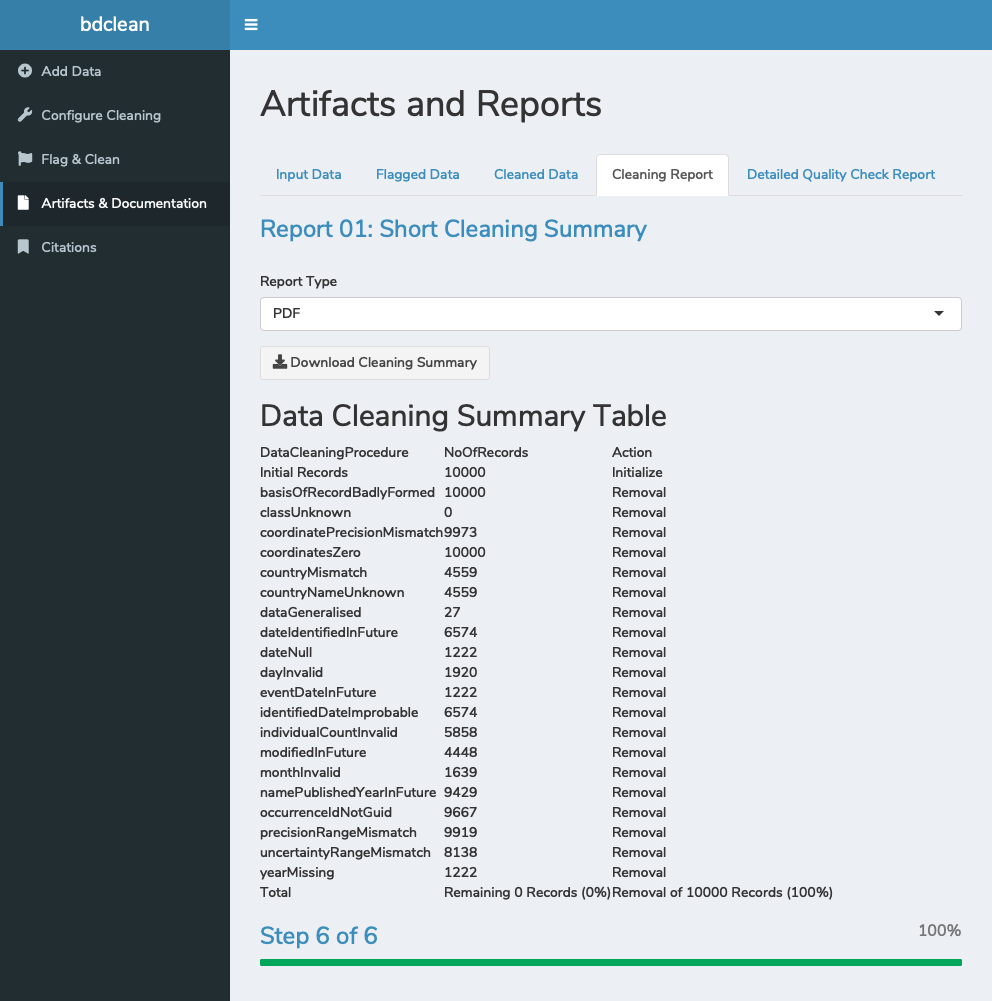 bdclean
Add Data
Configure Cleaning
Flag & Clean
Artifacts & Documentation
Citations
Artifacts and Reports
Input Data Flagged Data Cleaned Data Cleaning Report Detailed Quality Check Report
Report 01: Short Cleaning Summary
Report Type
PDF
Download Cleaning Summary
Data Cleaning Summary Table
DataCleaningProcedure NoOfRecords Action
Initial Records 10000 Initialize
basisOfRecordBadlyFormed 10000 Removal
classUnknown 0 Removal
coordinatePrecisionMismatch 9973 Removal
coordinatesZero 10000 Removal
countryMismatch 4559 Removal
countryNameUnknown 4559 Removal
dataGeneralised 27 Removal
dateIdentifiedInFuture 6574 Removal
dateNull 1222 Removal
dayInvalid 1920 Removal
eventDateInFuture 1222 Removal
identifiedDateImprobable 6574 Removal
individualCountInvalid 5858 Removal
modifiedInFuture 4448 Removal
monthInvalid 1639 Removal
namePublishedYearInFuture 9429 Removal
occurrenceIdNotGuid 9667 Removal
precisionRangeMismatch 9919 Removal
uncertaintyRangeMismatch 8138 Removal
yearMissing 1222 Removal
Total Remaining 0 Records (0%) Removal of 10000 Records (100%)
Step 6 of 6 100%